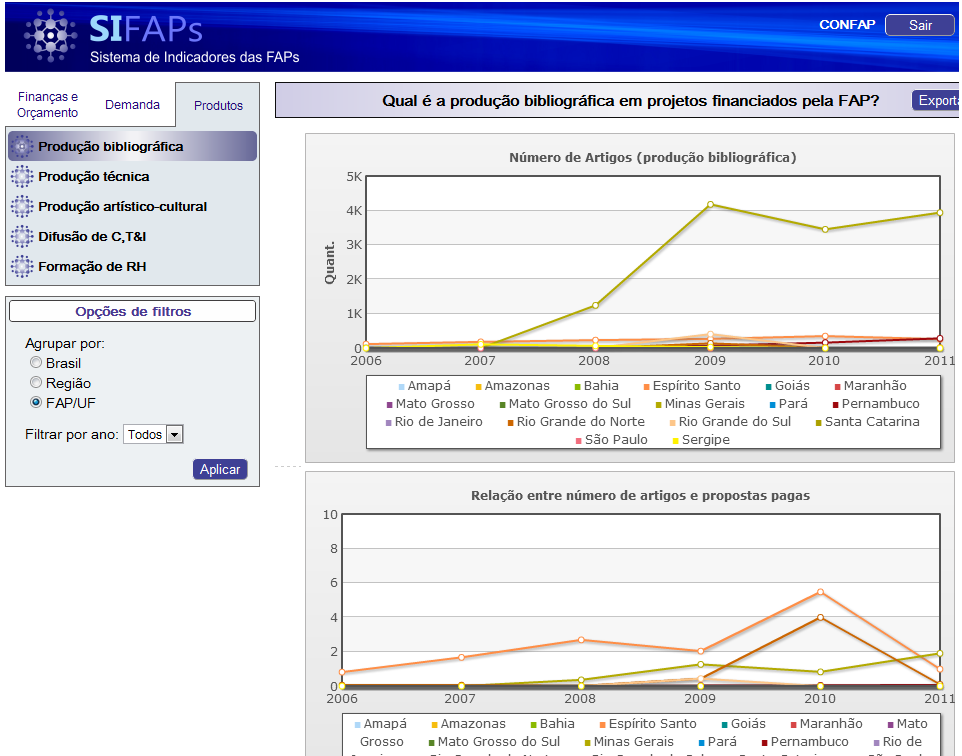 SIFAPs
Sistema de Indicadores das FAPs
CONFAP
Sair
Finanças e
Orçamento
Demanda
Produtos
Produção bibliográfica
Produção técnica
Produção artístico-cultural
Difusão de C,T&I
Formação de RH
Opções de filtros
Agrupar por:
Brasil
Região
FAP/UF
Filtrar por ano: Todos
Aplicar
Qual é a produção bibliográfica em projetos financiados pela FAP?
Exporta
Número de Artigos (produção bibliográfica)
5K
4K
3K
2K
1K
0
Quant.
2006 2007 2008 2009 2010 2011
Amapá Amazonas Bahia Espírito Santo Goiás Maranhão
Mato Grosso Mato Grosso do Sul Minas Gerais Pará Pernambuco
Rio de Janeiro Rio Grande do Norte Rio Grande do Sul Santa Catarina
São Paulo Sergipe
Relação entre número de artigos e propostas pagas
10
8
6
4
2
0
2006 2007 2008 2009 2010 2011
Amapá Amazonas Bahia Espírito Santo Goiás Maranhão Mato
Grosso Mato Grosso do Sul Minas Gerais Pará Pernambuco Rio de